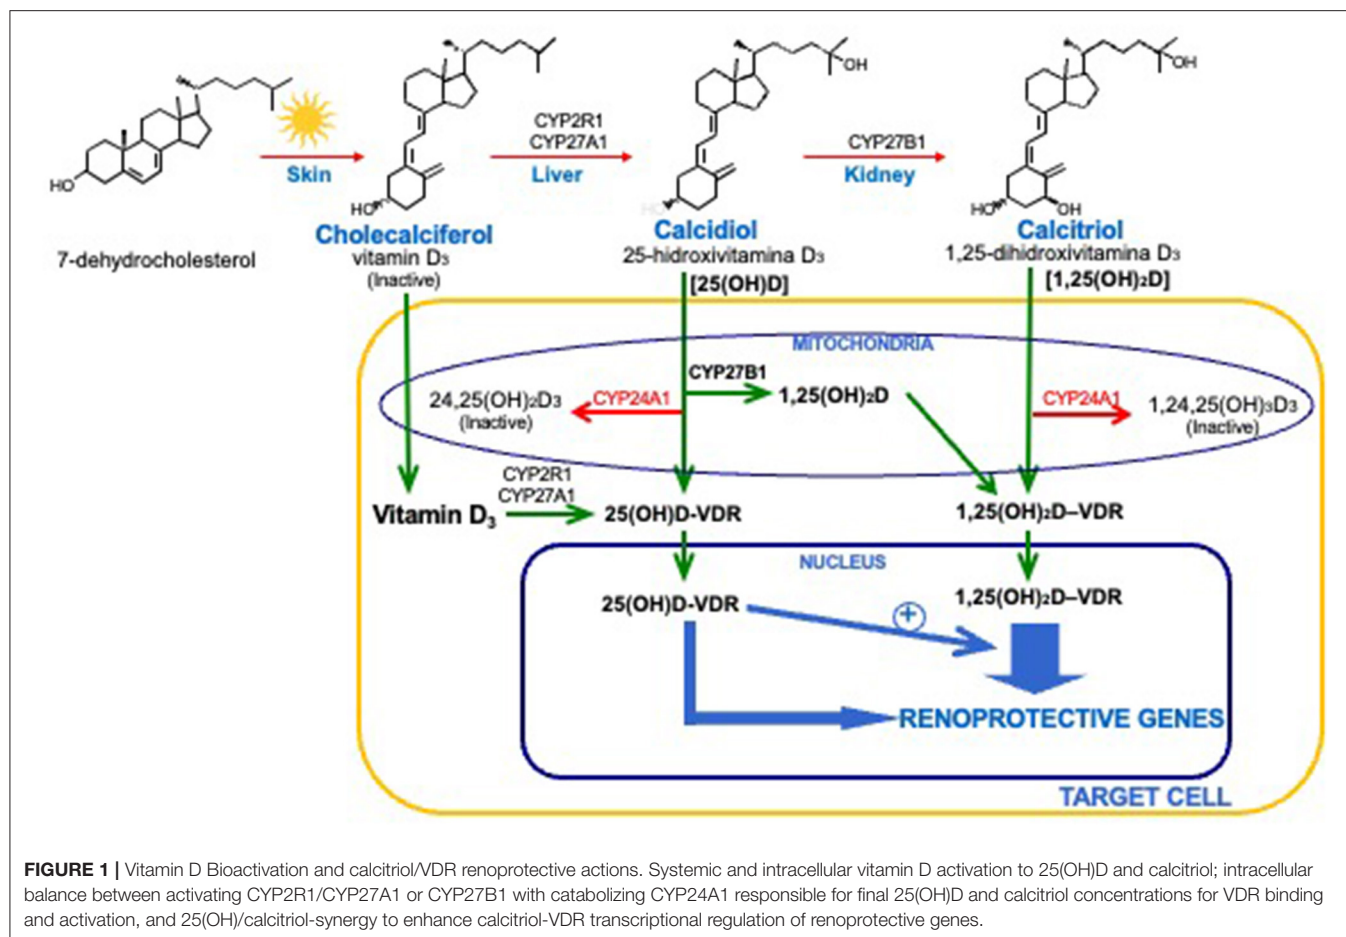 OH
OH
CYP2R1
CYP27A1
CYP27B1
Skin
Liver
Kidney
HO
HO
HO
HO
OH
Cholecalciferol
Calcidiol
Calcitriol
7-dehydrocholesterol
vitamin D₃
25-hidroxivitamina D₃
1,25-dihidroxivitamina D₃
(Inactive)
[25(OH)D]
[1,25(OH)₂D]
MITOCHONDRIA
CYP27B1
24,25(OH)₂D₃
CYP24A1
1,25(OH)₂D
CYP24A1
1,24,25(OH)₃D₃
(Inactive)
(Inactive)
CYP2R1
CYP27A1
Vitamin D₃
25(OH)D-VDR
1,25(OH)₂D–VDR
NUCLEUS
25(OH)D-VDR
1,25(OH)₂D–VDR
+
RENOPROTECTIVE GENES
TARGET CELL
FIGURE 1 | Vitamin D Bioactivation and calcitriol/VDR renoprotective actions. Systemic and intracellular vitamin D activation to 25(OH)D and calcitriol; intracellular
balance between activating CYP2R1/CYP27A1 or CYP27B1 with catabolizing CYP24A1 responsible for final 25(OH)D and calcitriol concentrations for VDR binding
and activation, and 25(OH)/calcitriol-synergy to enhance calcitriol-VDR transcriptional regulation of renoprotective genes.